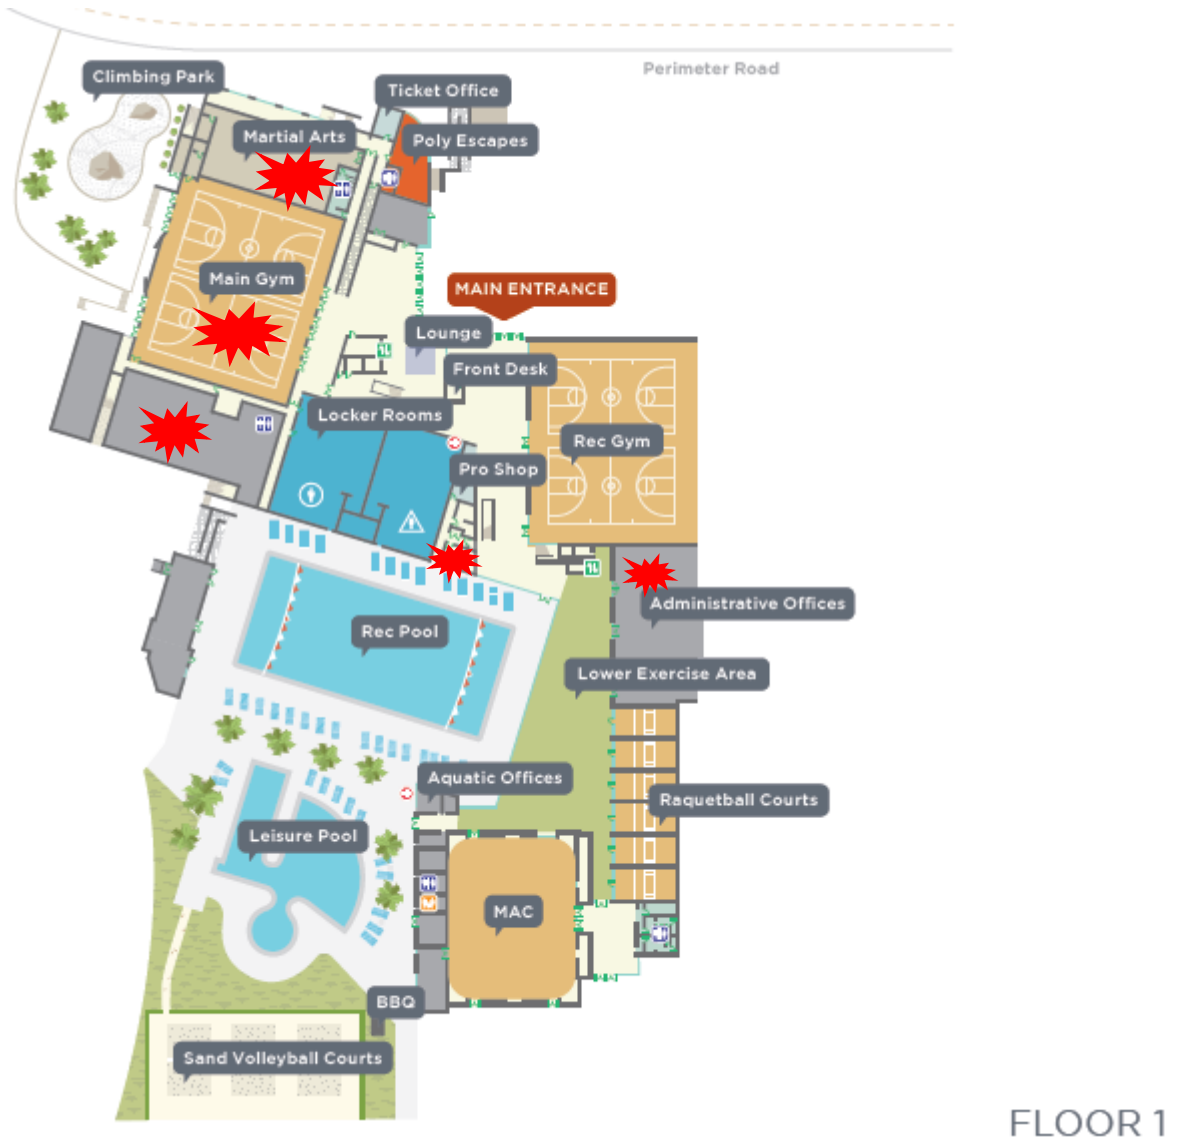 Perimeter Road
Climbing Park
Ticket Office
Martial Arts
Poly Escapes
Main Gym
MAIN ENTRANCE
Lounge
Front Desk
Locker Rooms
Rec Gym
Pro Shop
Administrative Offices
Rec Pool
Lower Exercise Area
Aquatic Offices
Raquetball Courts
Leisure Pool
MAC
BBQ
Sand Volleyball Courts
FLOOR 1